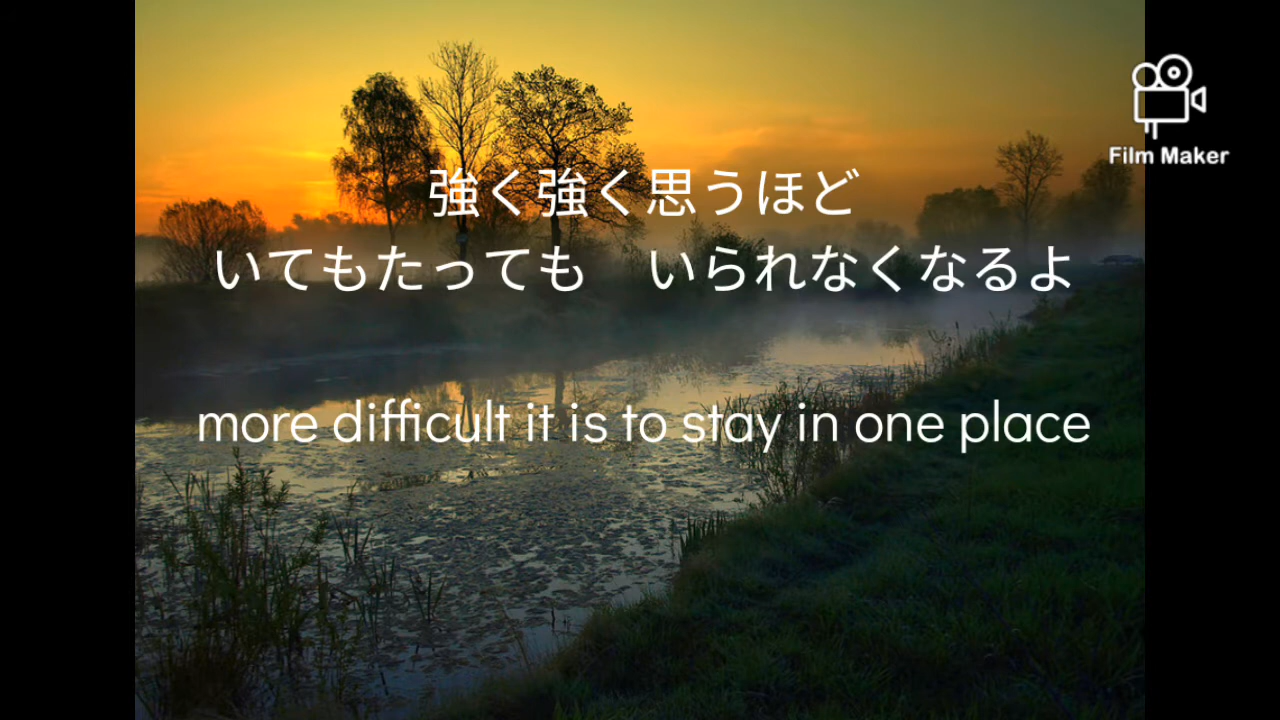 Film Maker
強く強く思うほど
いてもたっても　いられなくなるよ
more difficult it is to stay in one place